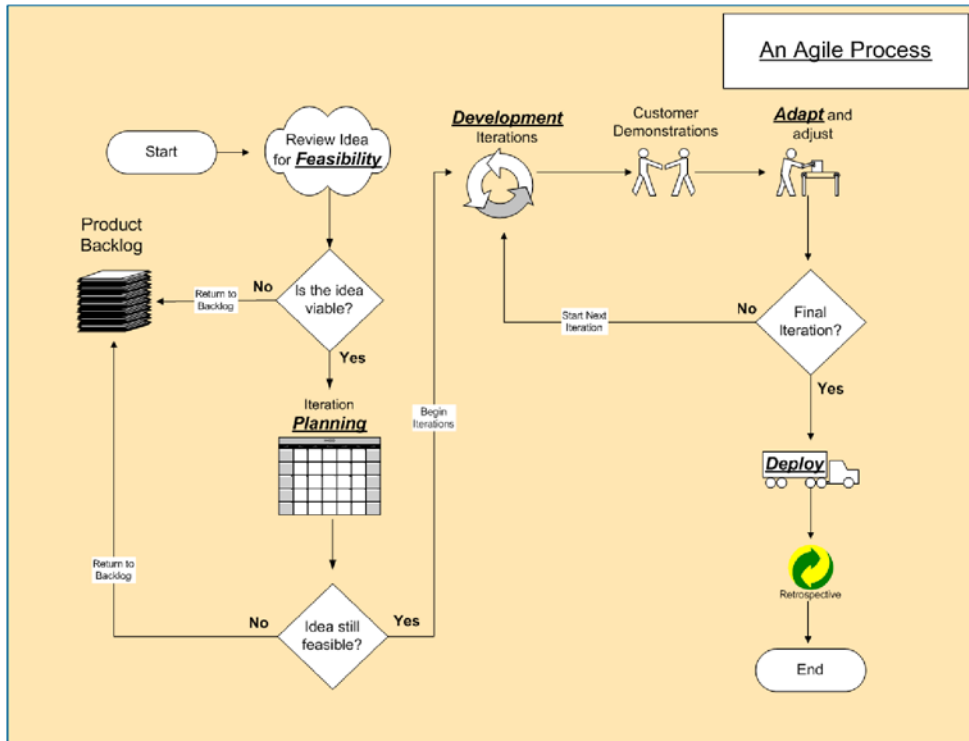 An Agile Process
Start
Review Idea
for Feasibility
Development
Iterations
Customer
Demonstrations
Adapt and
adjust
Product
Backlog
No
Return to
Backlog
Is the idea
viable?
Yes
Start Next
Iteration
No
Final
Iteration?
Yes
Iteration
Planning
Begin
Iterations
Deploy
Return to
Backlog
No
Idea still
feasible?
Yes
Retrospective
End